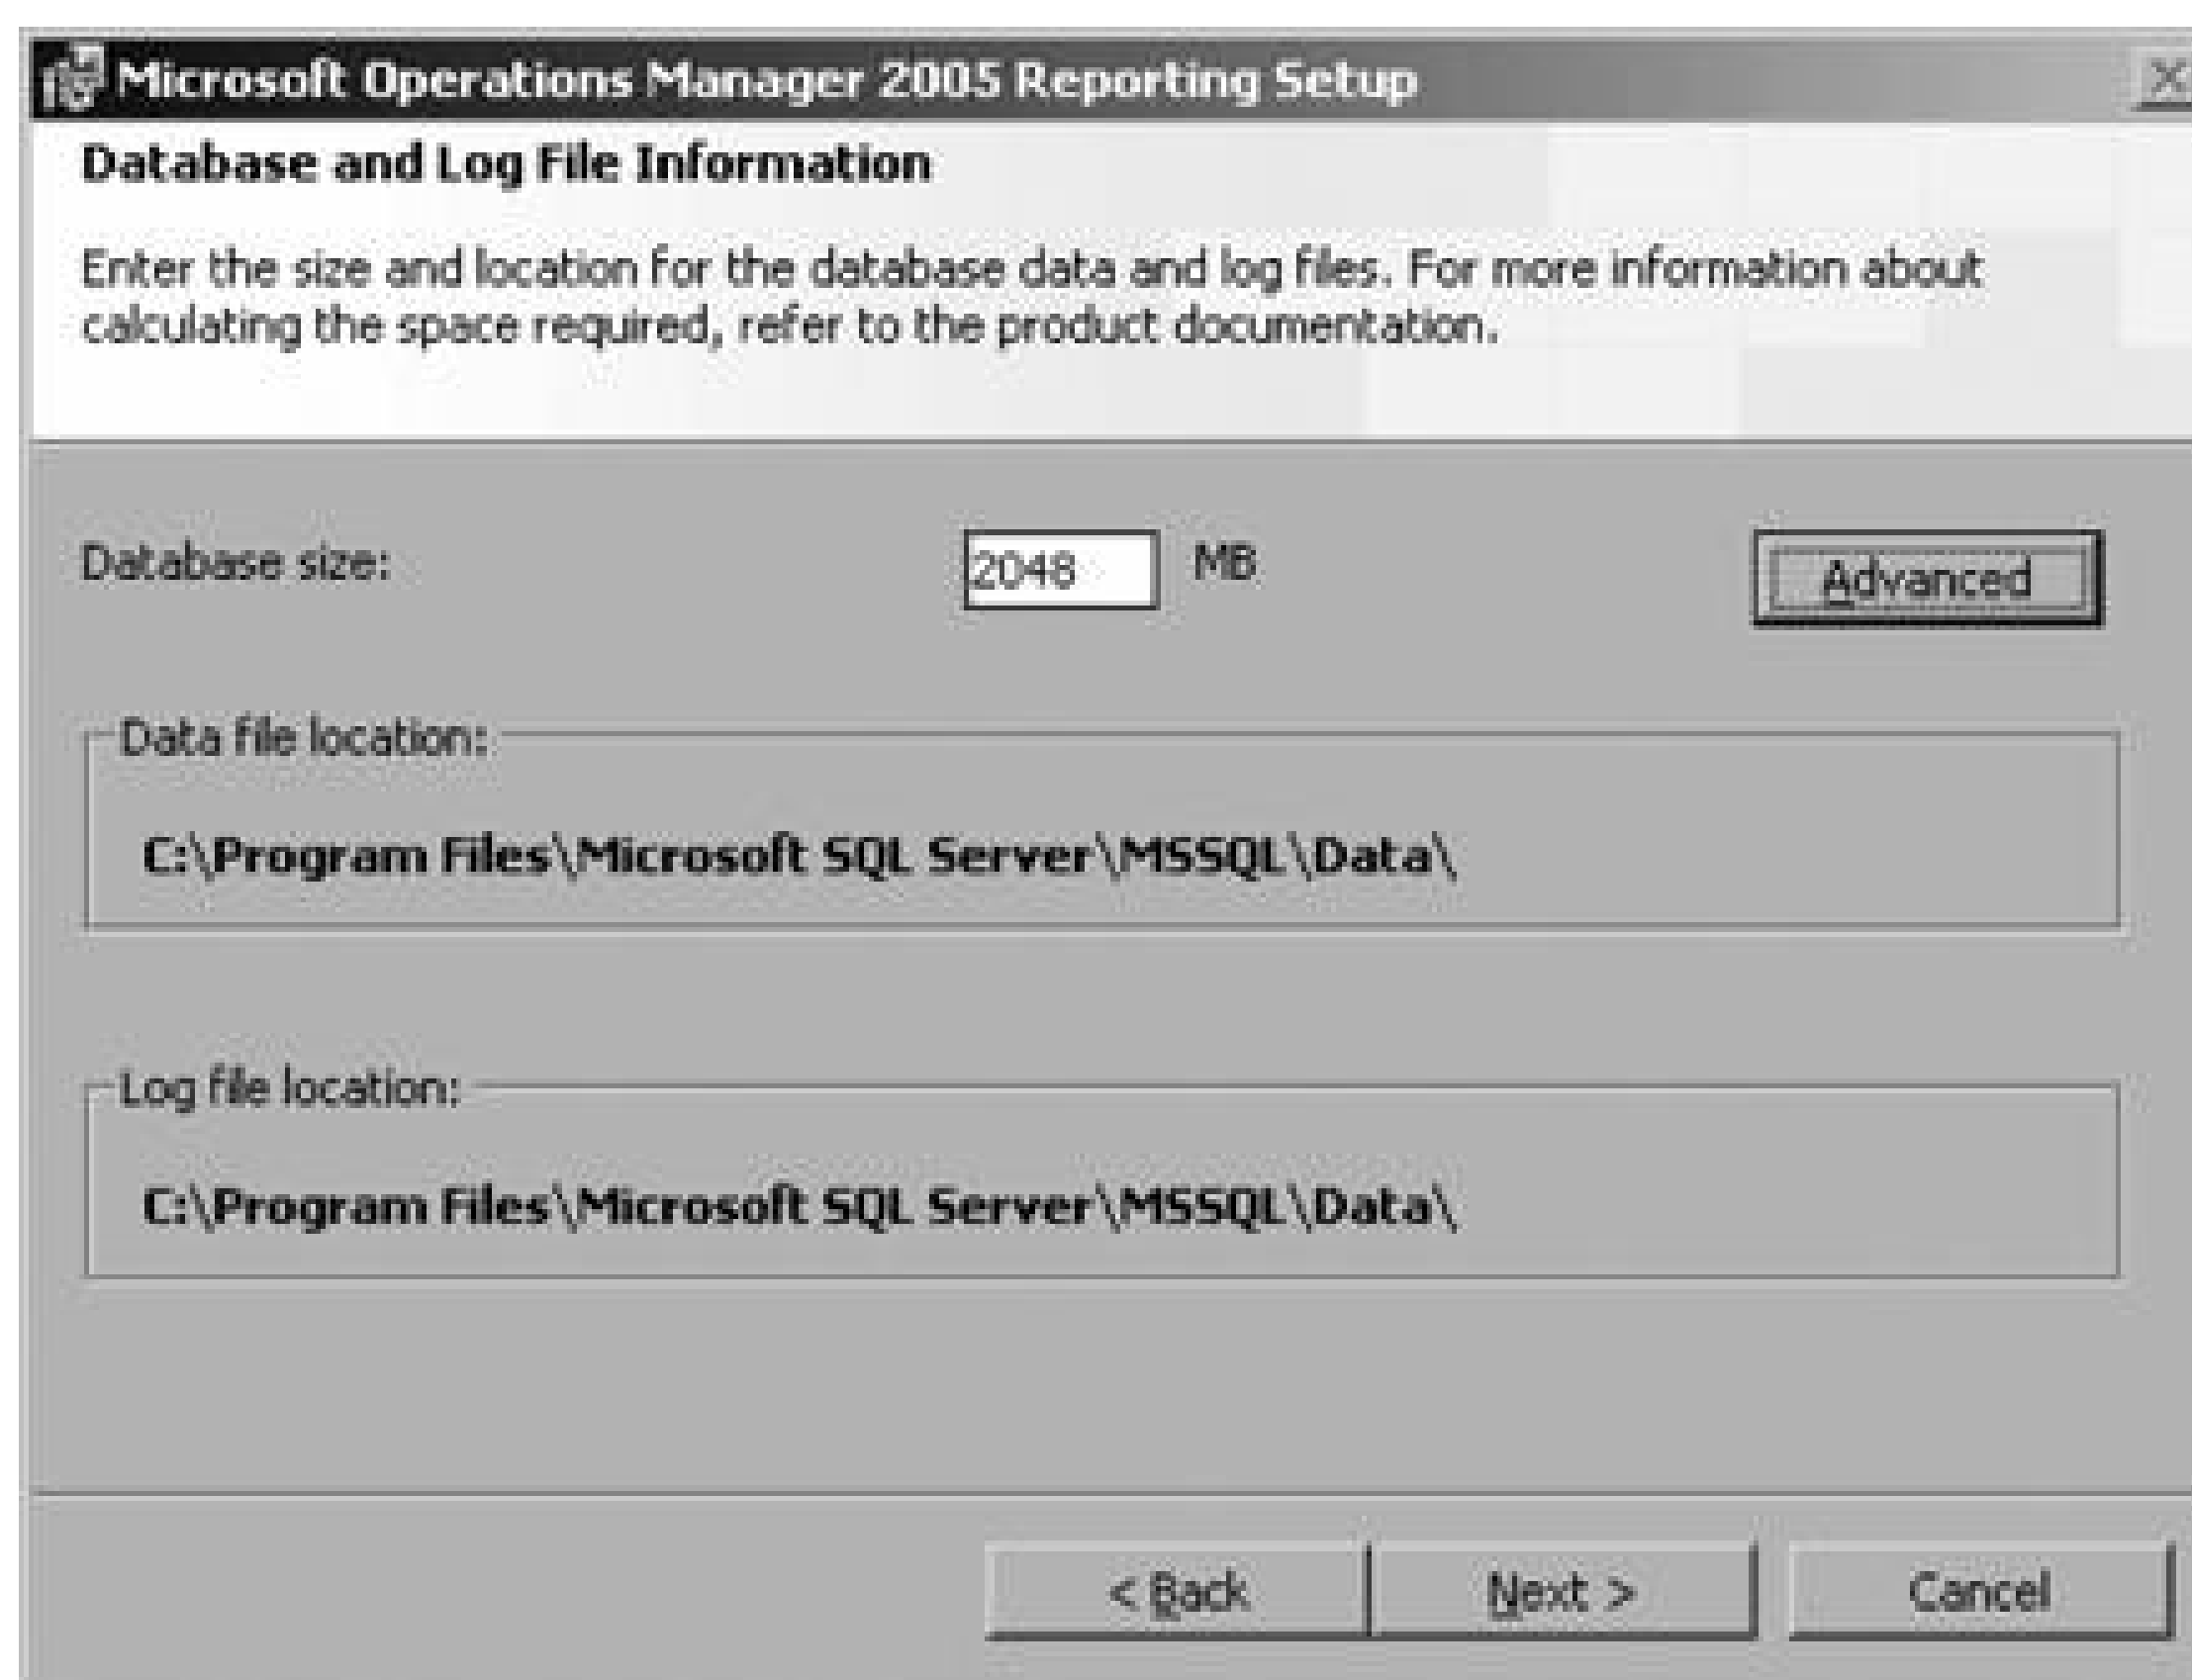 Microsoft Operations Manager 2005 Reporting Setup
Database and Log File Information
Enter the size and location for the database data and log files. For more information about
calculating the space required, refer to the product documentation.
Database size: 2048 MB Advanced
Data file location:
C:\Program Files\Microsoft SQL Server\MSSQL\Data\
Log file location:
C:\Program Files\Microsoft SQL Server\MSSQL\Data\
< Back Next > Cancel